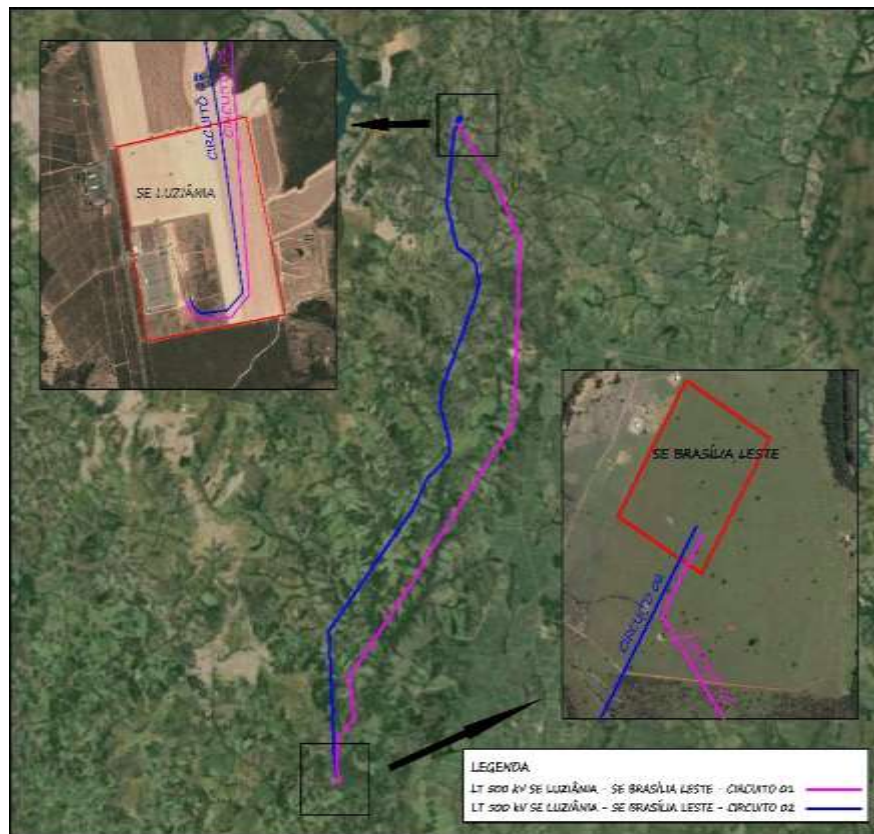 CIRCUITO 02
CIRCUITO 01
SE LUZIÂNIA
SE BRASÍLIA LESTE
CIRCUITO 02
LEGENDA
LT 500 kV SE LUZIÂNIA - SE BRASÍLIA LESTE - CIRCUITO 01
LT 500 kV SE LUZIÂNIA - SE BRASÍLIA LESTE - CIRCUITO 02